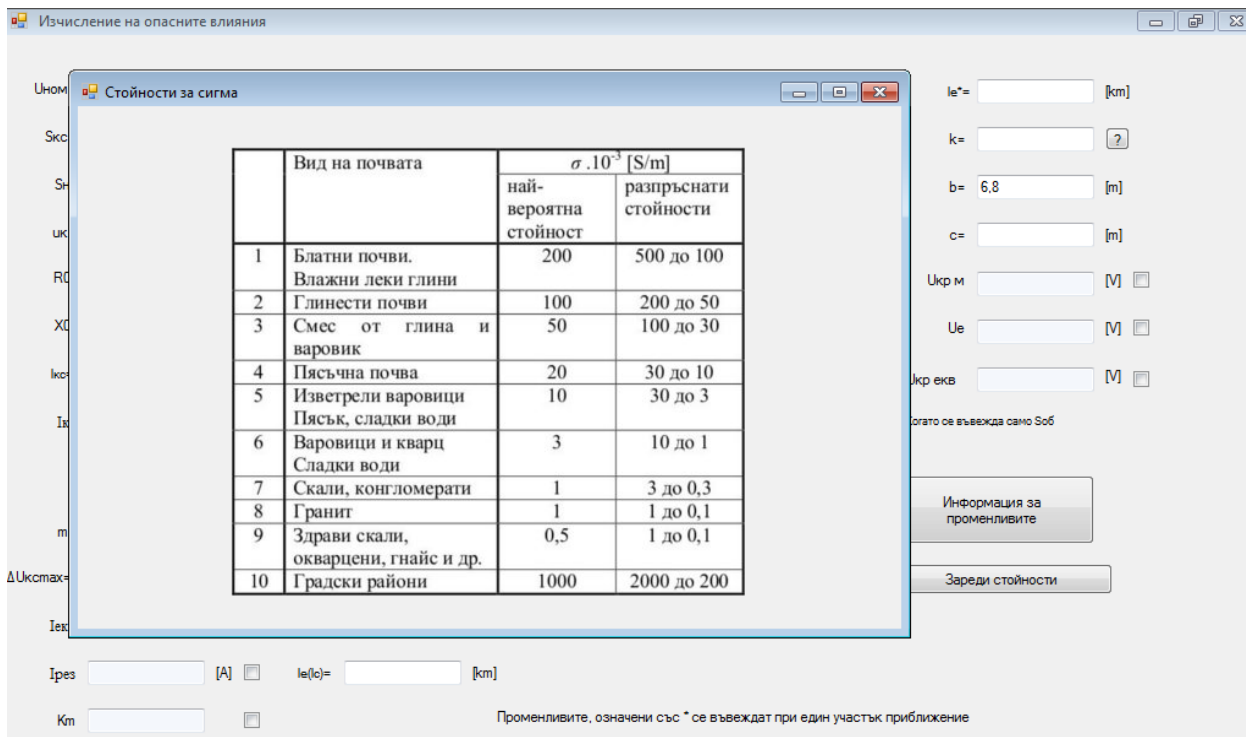 Изчисление на опасните влияния
Uном
Sкс
Sн
uк
R0
X0
Iкс=
Iк
m
ΔUксmax=
Iек
Iрез [A] le(lc)= [km]
Km
Променливите, означени със * се въвеждат при един участък приближение
Стойности за сигма
Вид на почвата σ .10⁻³ [S/m]
най-
вероятна
стойност
разпръснати
стойности
1 Блатни почви. 200 500 до 100
Влажни леки глини
2 Глинести почви 100 200 до 50
3 Смес от глина и 50 100 до 30
варовик
4 Пясъчна почва 20 30 до 10
5 Изветрели варовици 10 30 до 3
Пясък, сладки води
6 Варовици и кварц 3 10 до 1
Сладки води
7 Скали, конгломерати 1 3 до 0,3
8 Гранит 1 1 до 0,1
9 Здрави скали, 0,5 1 до 0,1
окварцени, гнайс и др.
10 Градски райони 1000 2000 до 200
le*= [km]
k= ?
b= 6,8 [m]
c= [m]
Uкр м [V]
Ue [V]
Uкр екв [V]
Когато се въвежда само Sоб
Информация за
променливите
Зареди стойности